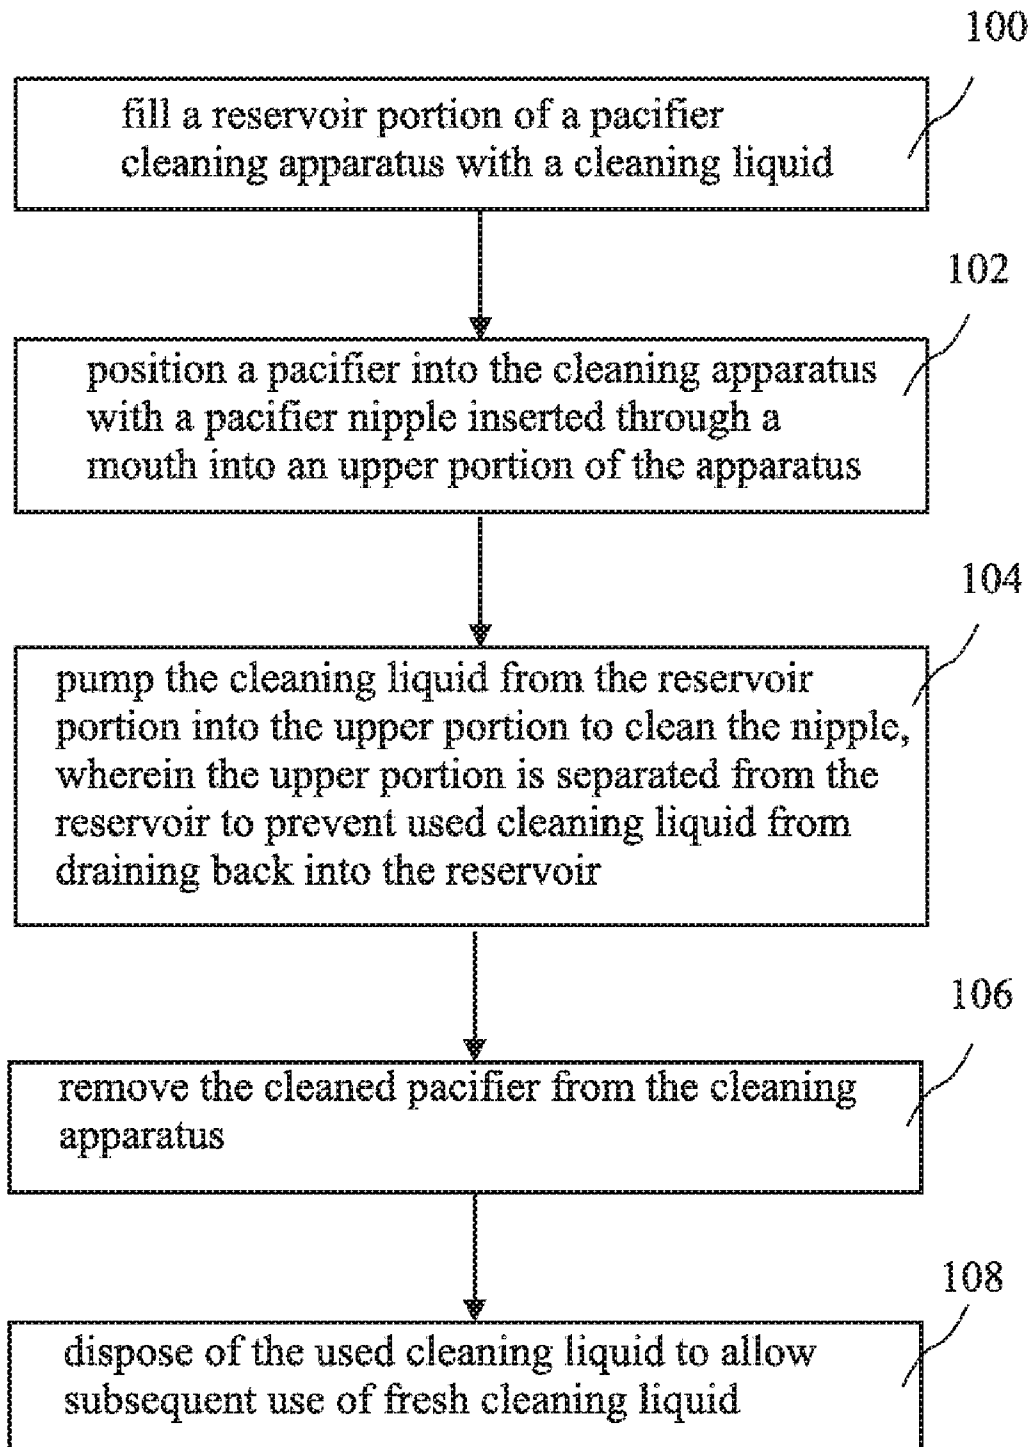 100
fill a reservoir portion of a pacifier
cleaning apparatus with a cleaning liquid
102
position a pacifier into the cleaning apparatus
with a pacifier nipple inserted through a
mouth into an upper portion of the apparatus
104
pump the cleaning liquid from the reservoir
portion into the upper portion to clean the nipple,
wherein the upper portion is separated from the
reservoir to prevent used cleaning liquid from
draining back into the reservoir
106
remove the cleaned pacifier from the cleaning
apparatus
108
dispose of the used cleaning liquid to allow
subsequent use of fresh cleaning liquid